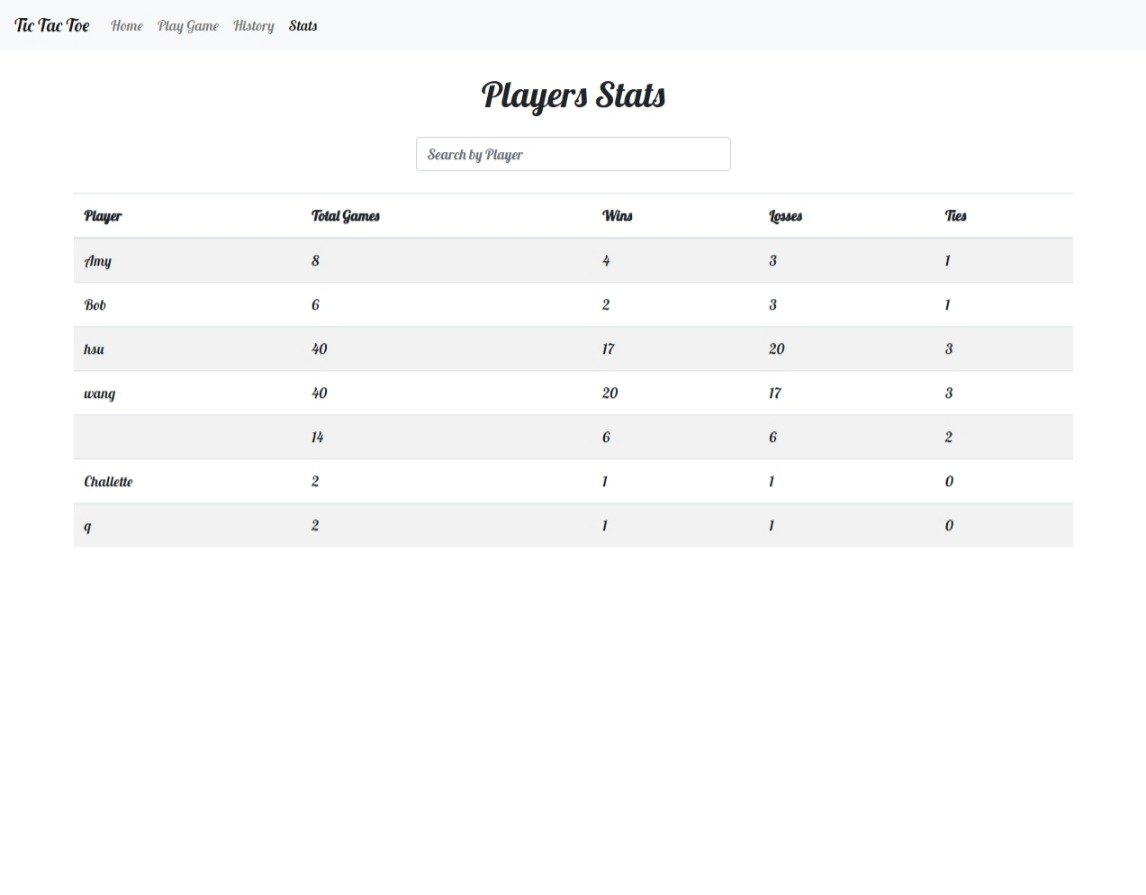 Tic Tac Toe Home Play Game History Stats
Players Stats
Search by Player
Player Total Games Wins Losses Ties
Amy 8 4 3 1
Bob 6 2 3 1
hsu 40 17 20 3
wang 40 20 17 3
14 6 6 2
Challette 2 1 1 0
q 2 1 1 0